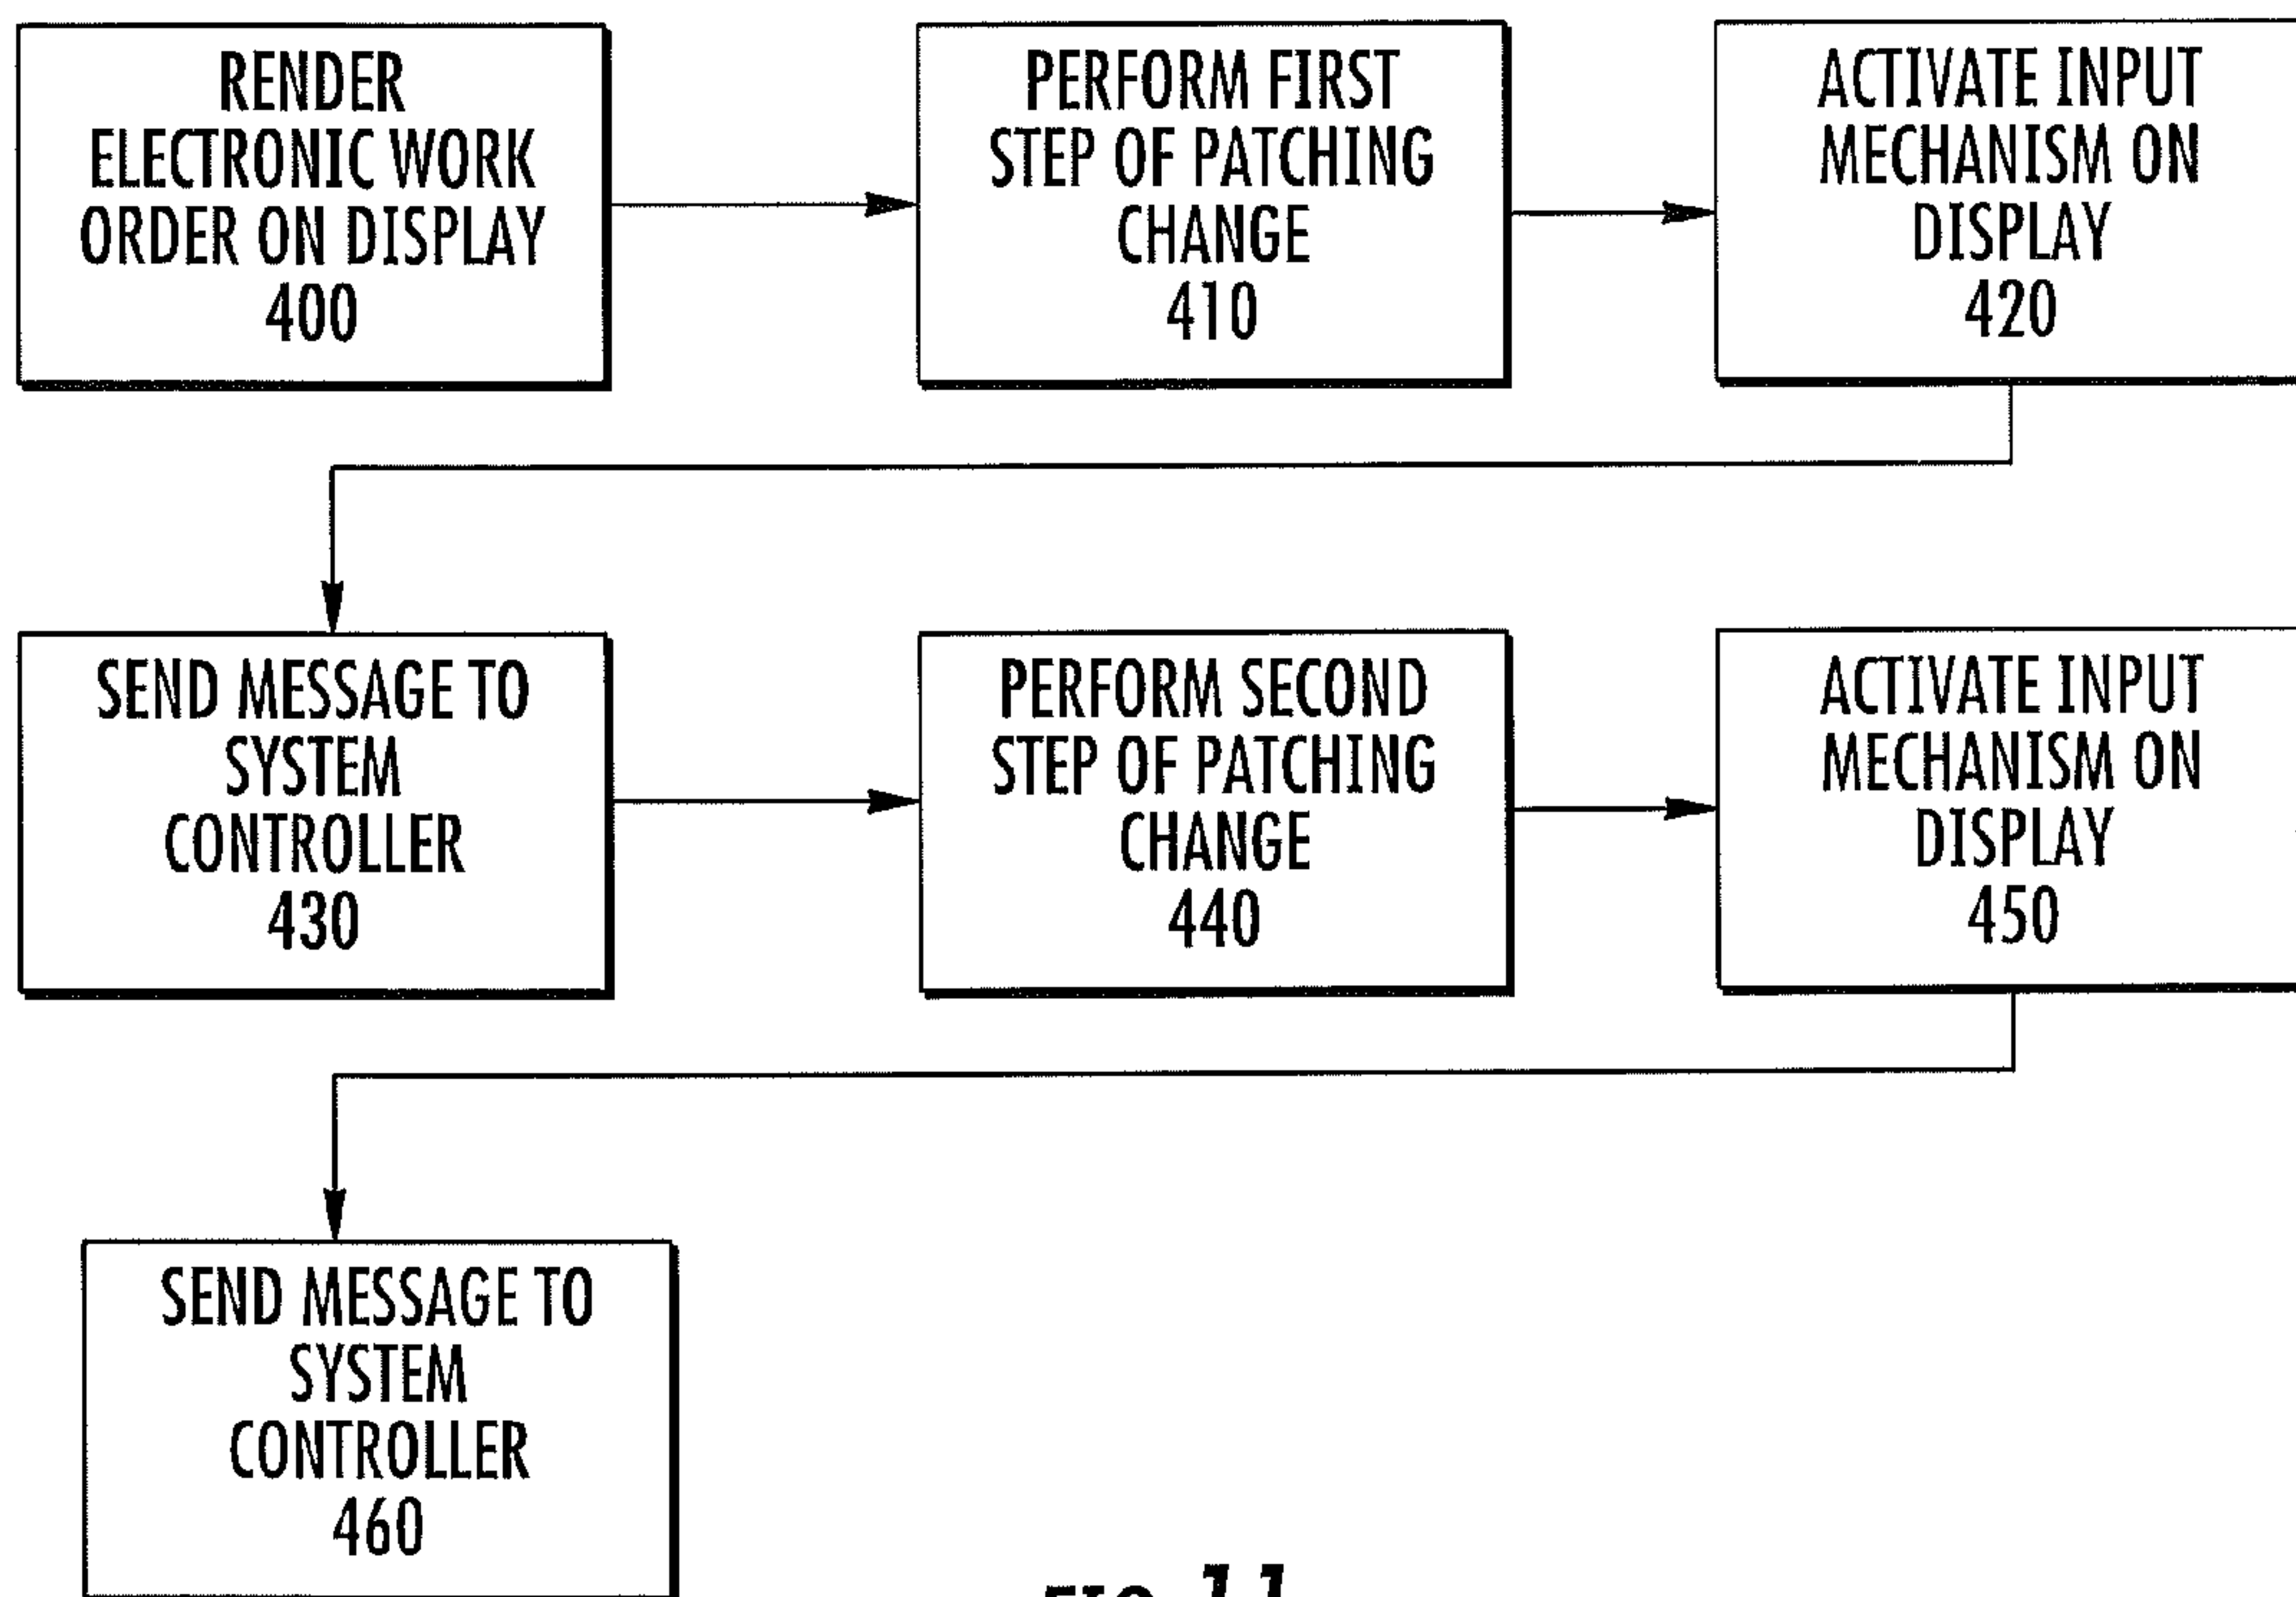 RENDER
ELECTRONIC WORK
ORDER ON DISPLAY
400
PERFORM FIRST
STEP OF PATCHING
CHANGE
410
ACTIVATE INPUT
MECHANISM ON
DISPLAY
420
SEND MESSAGE TO
SYSTEM
CONTROLLER
430
PERFORM SECOND
STEP OF PATCHING
CHANGE
440
ACTIVATE INPUT
MECHANISM ON
DISPLAY
450
SEND MESSAGE TO
SYSTEM
CONTROLLER
460